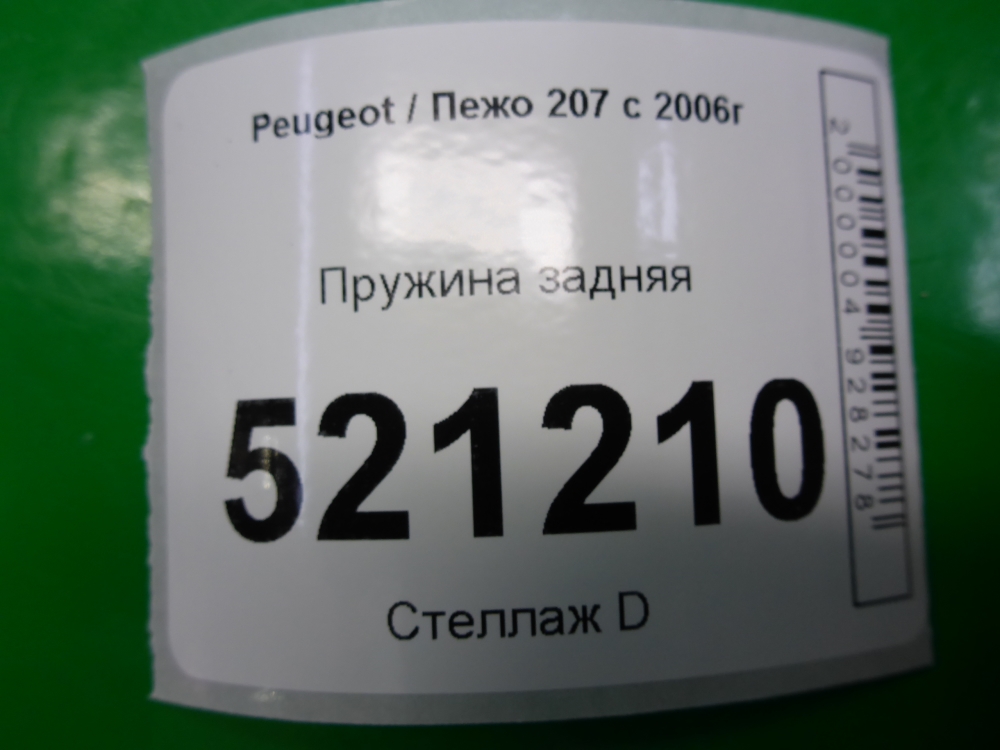 Peugeot / Пежо 207 с 2006г
Пружина задняя
521210
Стеллаж D
2000004928278